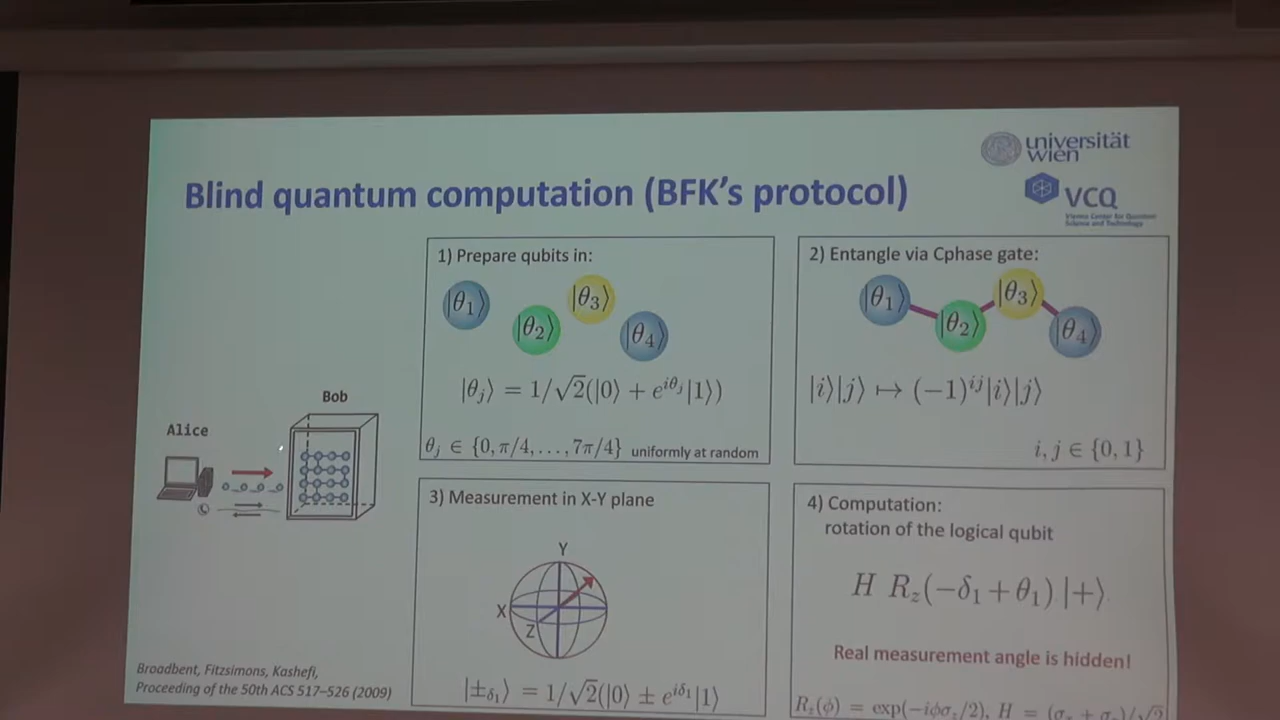 universität
wien
VCQ
Vienna Center for Quantum
Science and Technology
Blind quantum computation (BFK's protocol)
Alice
Bob
1) Prepare qubits in:
|θ₁⟩
|θ₂⟩
|θ₃⟩
|θ₄⟩
|θⱼ⟩ = 1/√2(|0⟩ + e^{iθⱼ}|1⟩)
θⱼ ∈ {0, π/4, . . . , 7π/4} uniformly at random
2) Entangle via Cphase gate:
|θ₁⟩
|θ₂⟩
|θ₃⟩
|θ₄⟩
|i⟩|j⟩ ↦ (-1)^{ij}|i⟩|j⟩
i, j ∈ {0, 1}
3) Measurement in X-Y plane
Y
X
Z
|±_{δ₁}⟩ = 1/√2(|0⟩ ± e^{iδ₁}|1⟩
4) Computation:
rotation of the logical qubit
H R_z(−δ₁+θ₁) |+⟩
Real measurement angle is hidden!
R_z(ϕ) = exp(−iϕσ_z/2), H = (σ_x + σ_z)/√2
Broadbent, Fitzsimons, Kashefi,
Proceeding of the 50th ACS 517–526 (2009)